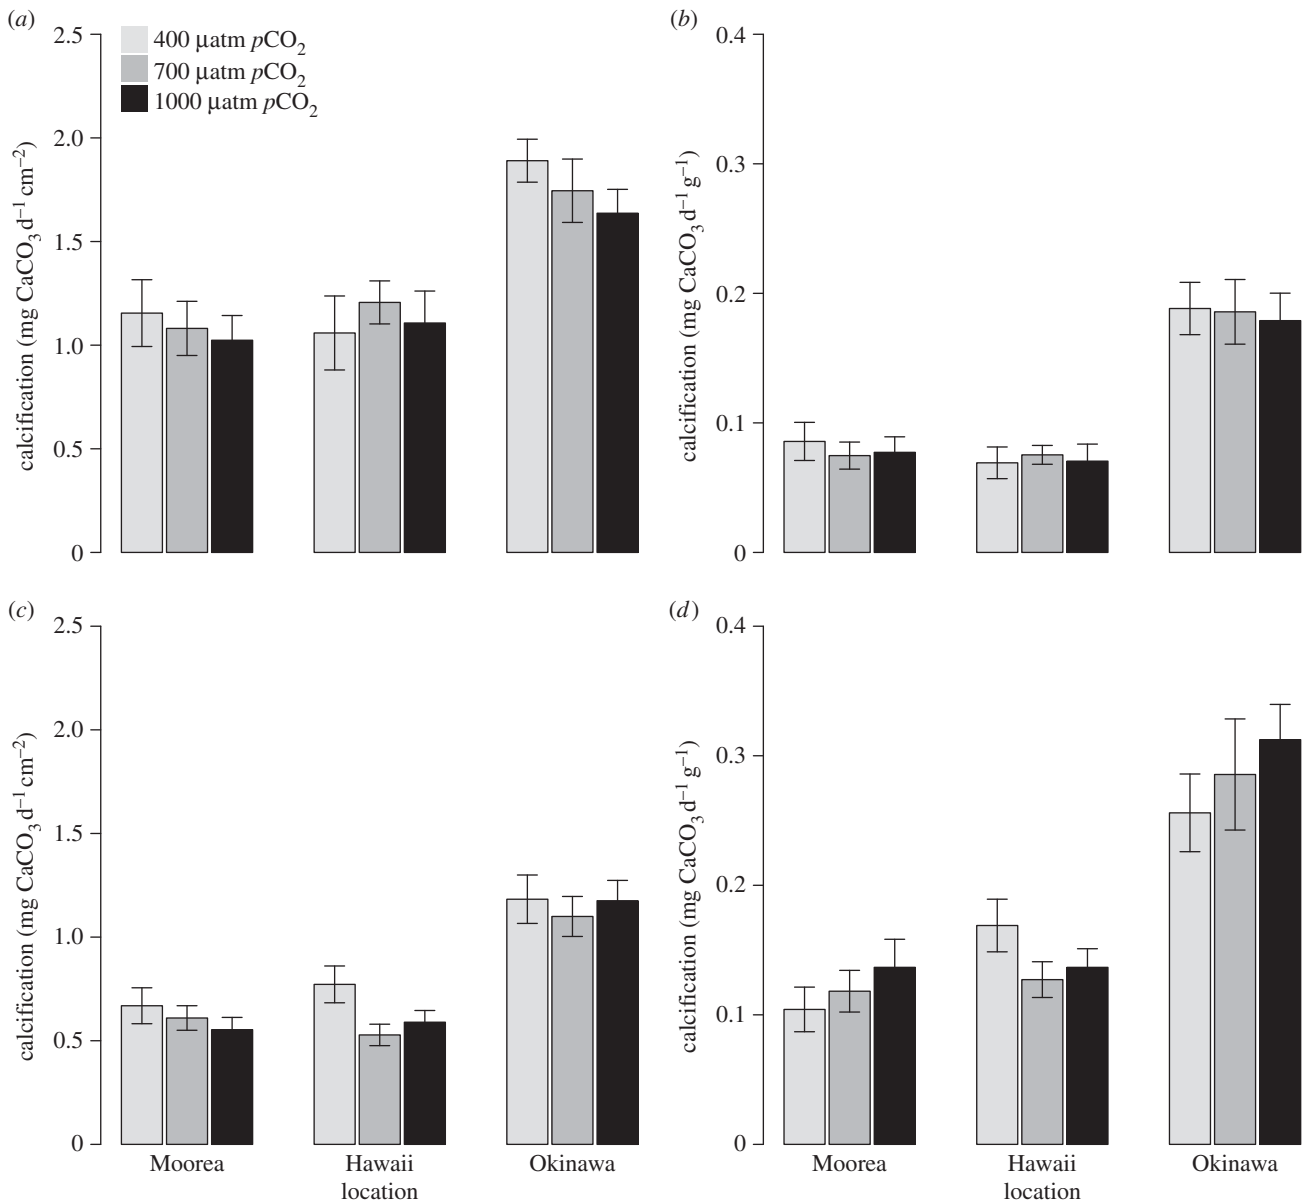 (a)
2.5
2.0
1.5
1.0
0.5
0
calcification (mg CaCO₃ d⁻¹ cm⁻²)
400 μatm pCO₂
700 μatm pCO₂
1000 μatm pCO₂
(b)
0.4
0.3
0.2
0.1
0
calcification (mg CaCO₃ d⁻¹ g⁻¹)
(c)
2.5
2.0
1.5
1.0
0.5
0
calcification (mg CaCO₃ d⁻¹ cm⁻²)
Moorea Hawaii Okinawa
location
(d)
0.4
0.3
0.2
0.1
0
calcification (mg CaCO₃ d⁻¹ g⁻¹)
Moorea Hawaii Okinawa
location